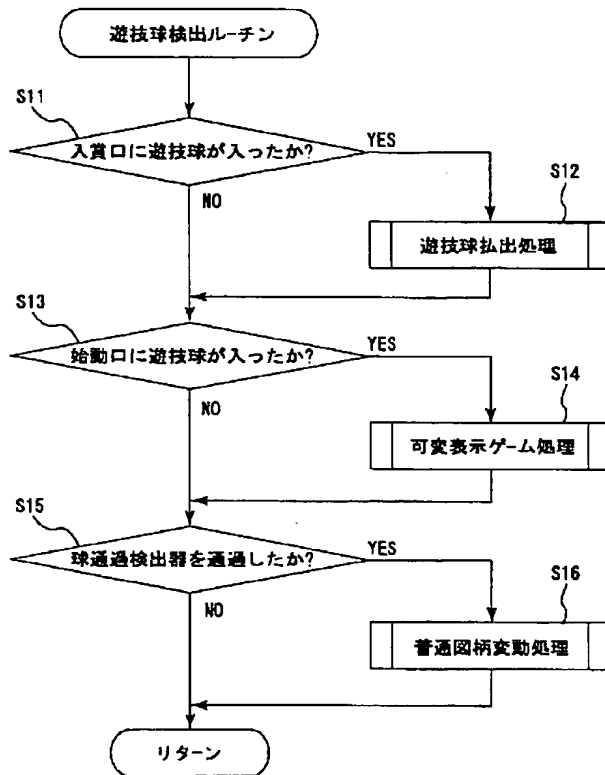 遊技球検出ルーチン
S11
入賞口に遊技球が入ったか?
YES
NO
S12
遊技球払出処理
S13
始動口に遊技球が入ったか?
YES
NO
S14
可変表示ゲーム処理
S15
球通過検出器を通過したか?
YES
NO
S16
普通図柄変動処理
リターン